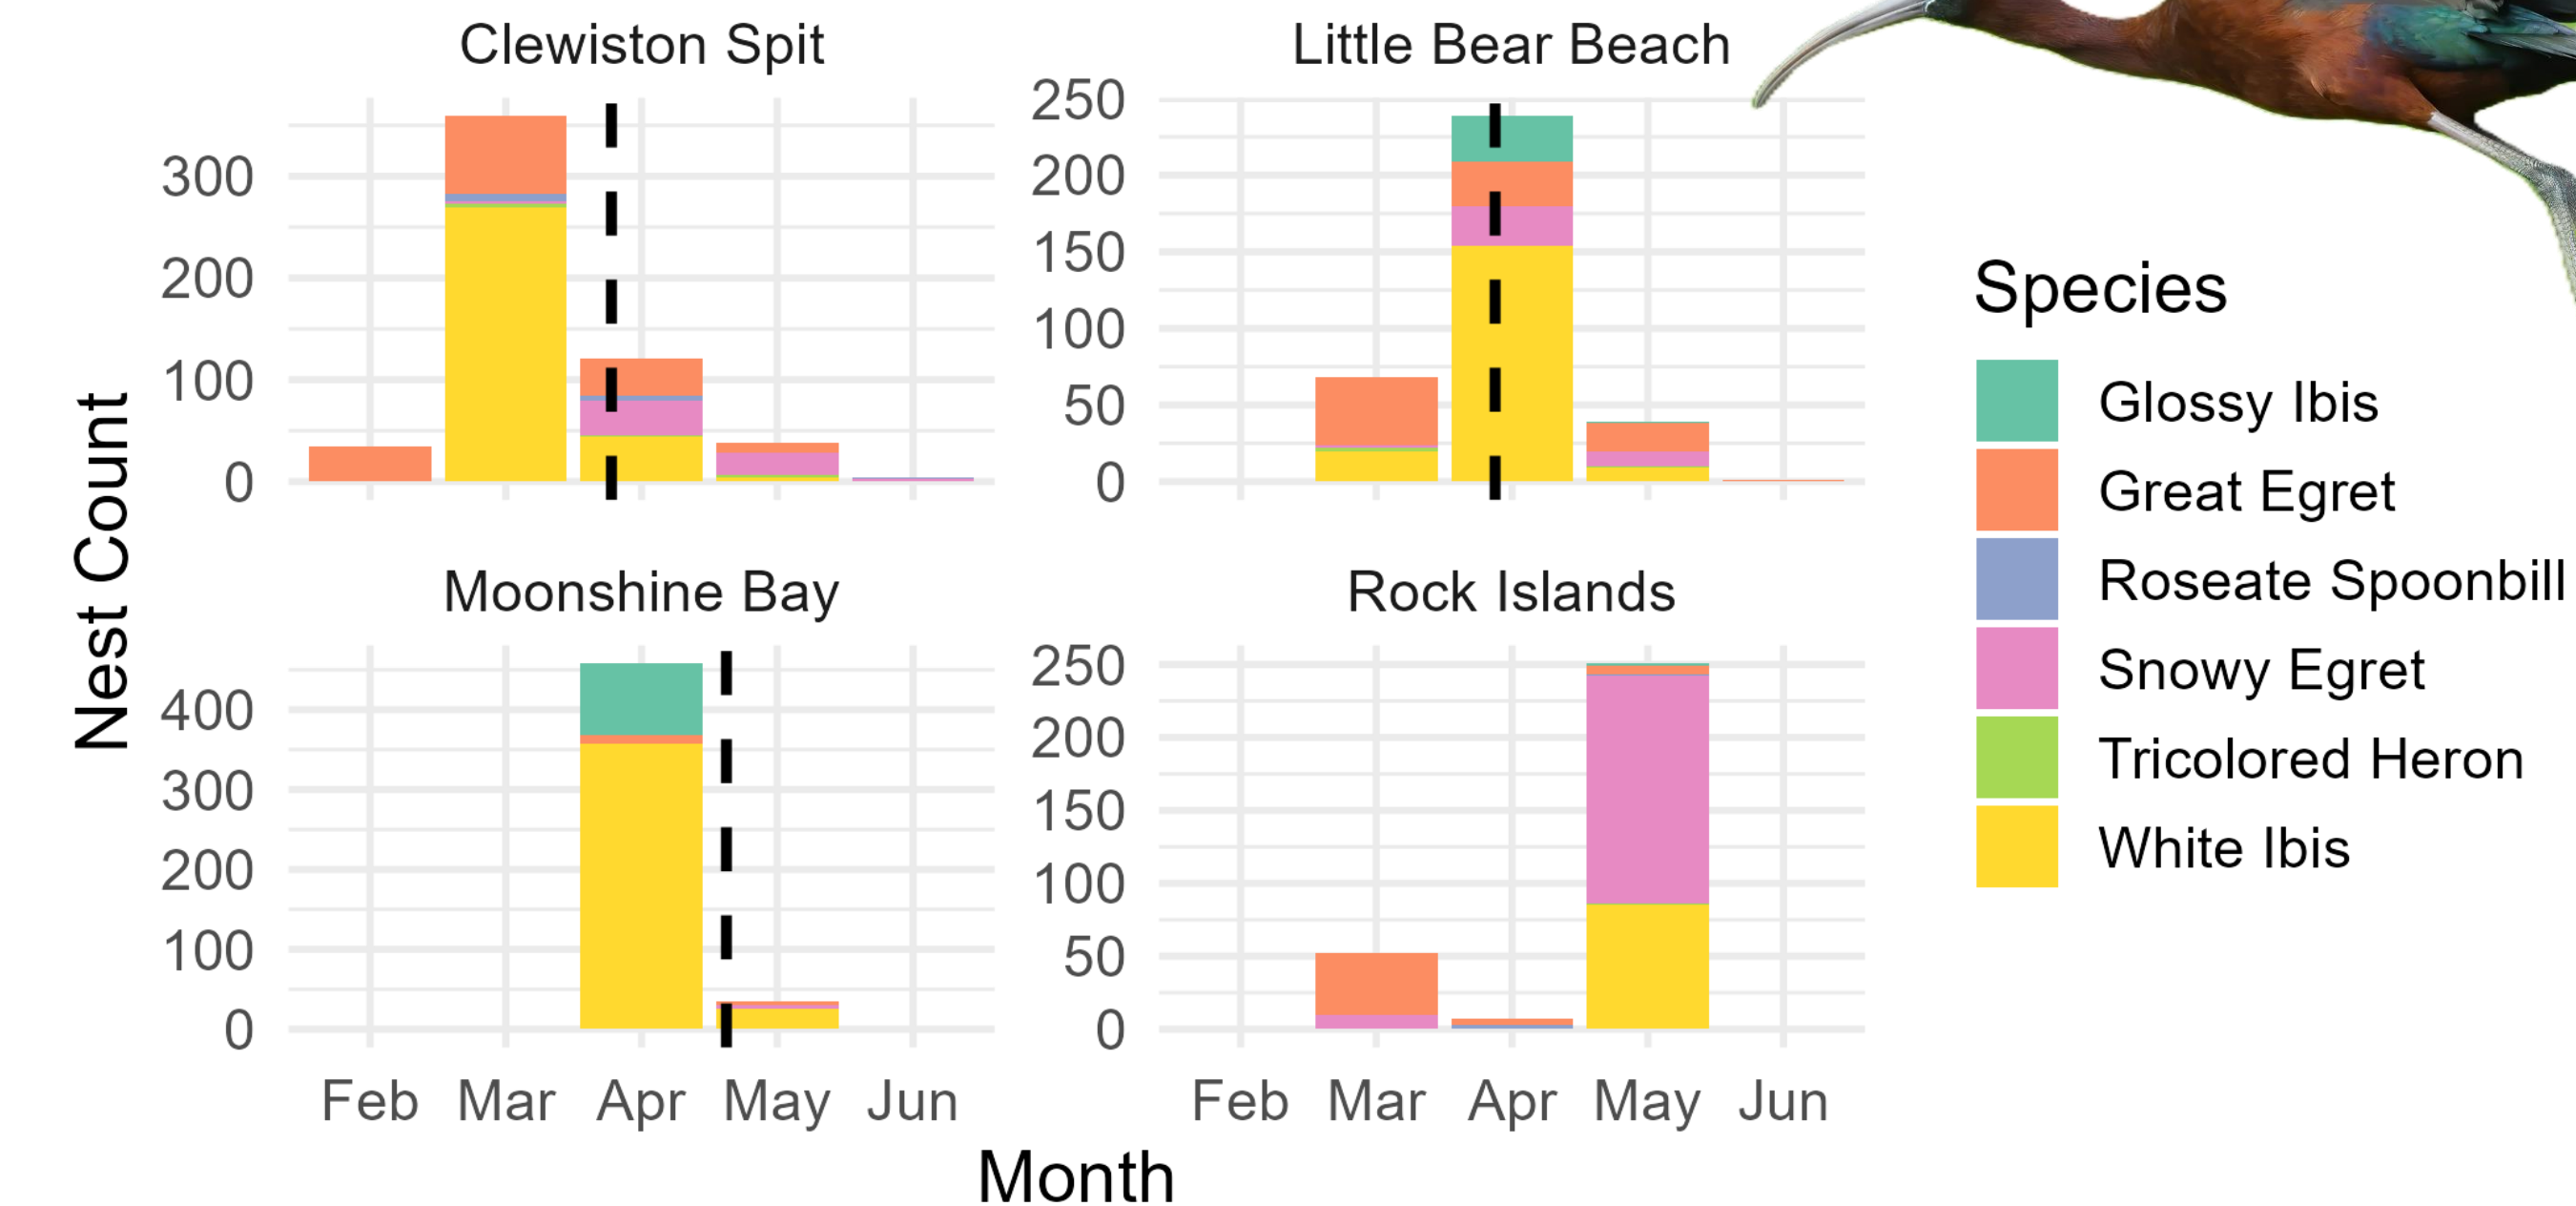 Clewiston Spit
Little Bear Beach
300
200
100
0
250
200
150
100
50
0
Moonshine Bay
Rock Islands
400
300
200
100
0
250
200
150
100
50
0
Feb Mar Apr May Jun
Feb Mar Apr May Jun
Month
Nest Count
Species
Glossy Ibis
Great Egret
Roseate Spoonbill
Snowy Egret
Tricolored Heron
White Ibis